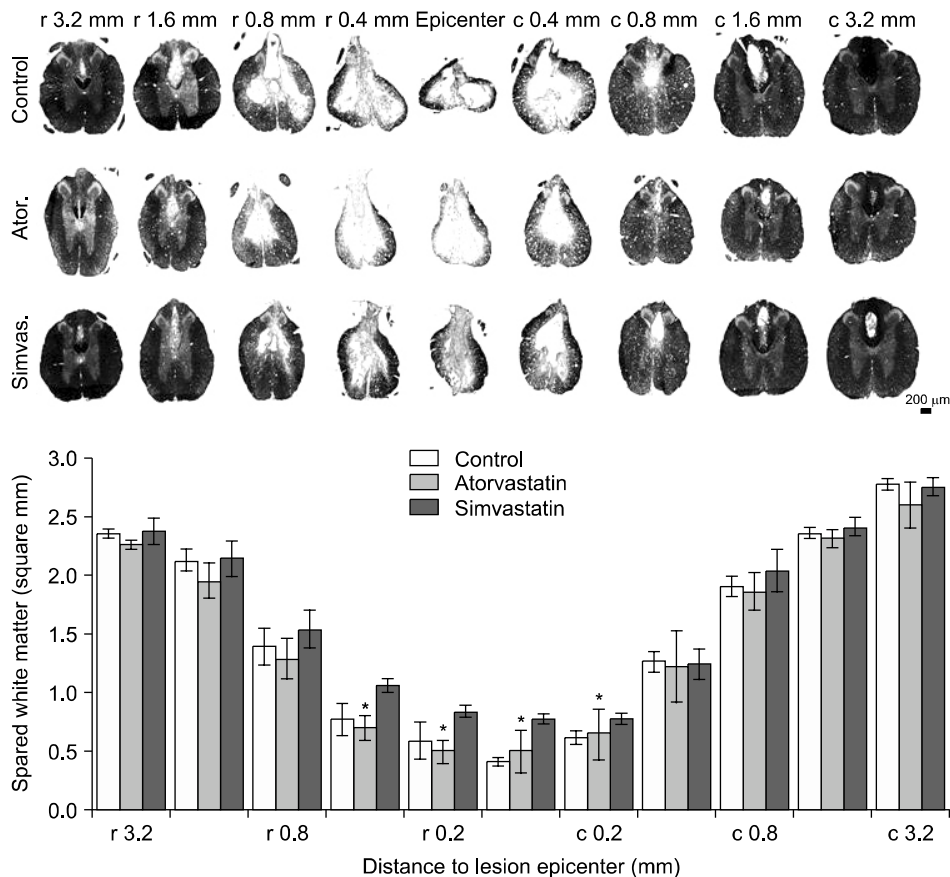 r 3.2 mm r 1.6 mm r 0.8 mm r 0.4 mm Epicenter c 0.4 mm c 0.8 mm c 1.6 mm c 3.2 mm
Control
Ator.
Simvas.
200 μm
Spared white matter (square mm)
3.0
2.5
2.0
1.5
1.0
0.5
0.0
Control
Atorvastatin
Simvastatin
* * * *
r 3.2 r 0.8 r 0.2 c 0.2 c 0.8 c 3.2
Distance to lesion epicenter (mm)